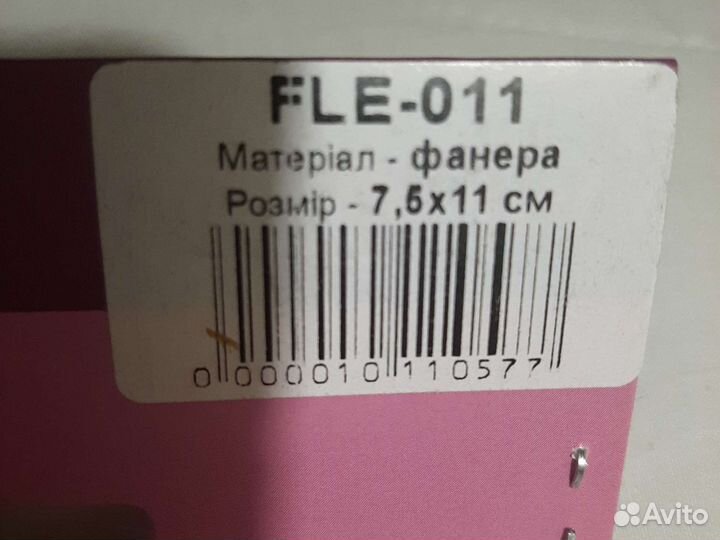 FLE-011
Матеріал - фанера
Розмір - 7,5х11 см
0 000010 110577
Avito